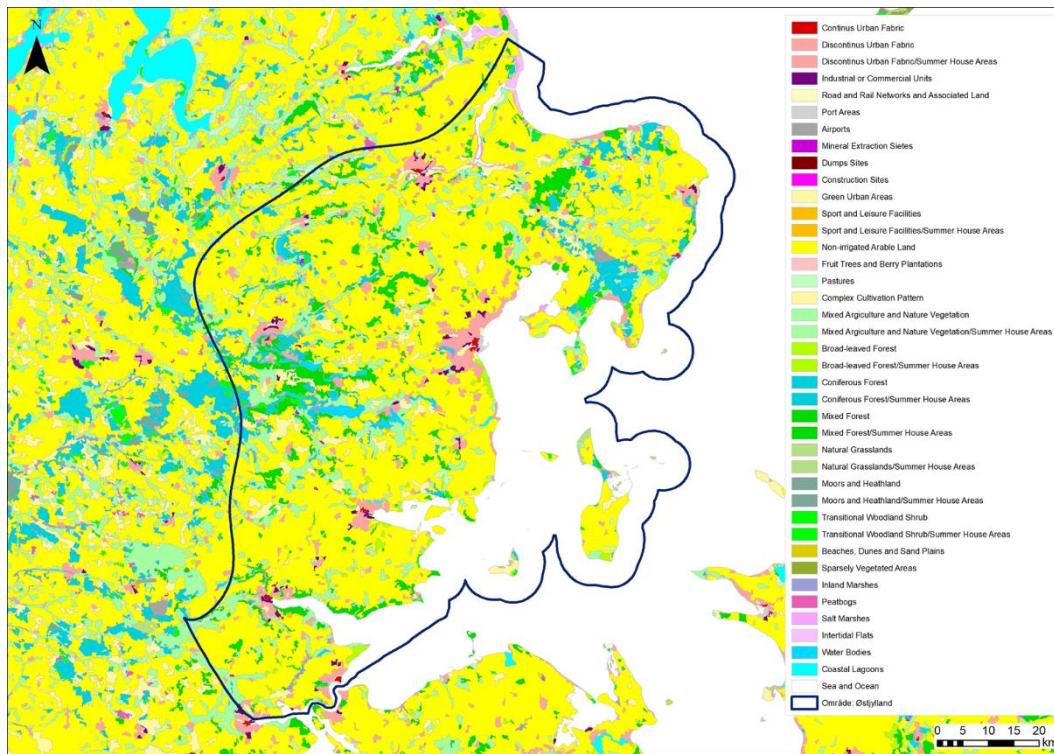 N
Continus Urban Fabric
Discontinus Urban Fabric
Discontinus Urban Fabric/Summer House Areas
Industrial or Commercial Units
Road and Rail Networks and Associated Land
Port Areas
Airports
Mineral Extraction Sietes
Dumps Sites
Construction Sites
Green Urban Areas
Sport and Leisure Facilities
Sport and Leisure Facilities/Summer House Areas
Non-irrigated Arable Land
Fruit Trees and Berry Plantations
Pastures
Complex Cultivation Pattern
Mixed Argiculture and Nature Vegetation
Mixed Argiculture and Nature Vegetation/Summer House Areas
Broad-leaved Forest
Broad-leaved Forest/Summer House Areas
Coniferous Forest
Coniferous Forest/Summer House Areas
Mixed Forest
Mixed Forest/Summer House Areas
Natural Grasslands
Natural Grasslands/Summer House Areas
Moors and Heathland
Moors and Heathland/Summer House Areas
Transitional Woodland Shrub
Transitional Woodland Shrub/Summer House Areas
Beaches, Dunes and Sand Plains
Sparsely Vegetated Areas
Inland Marshes
Peatbogs
Salt Marshes
Intertidal Flats
Water Bodies
Coastal Lagoons
Sea and Ocean
Område: Østjylland
0 5 10 15 20
km